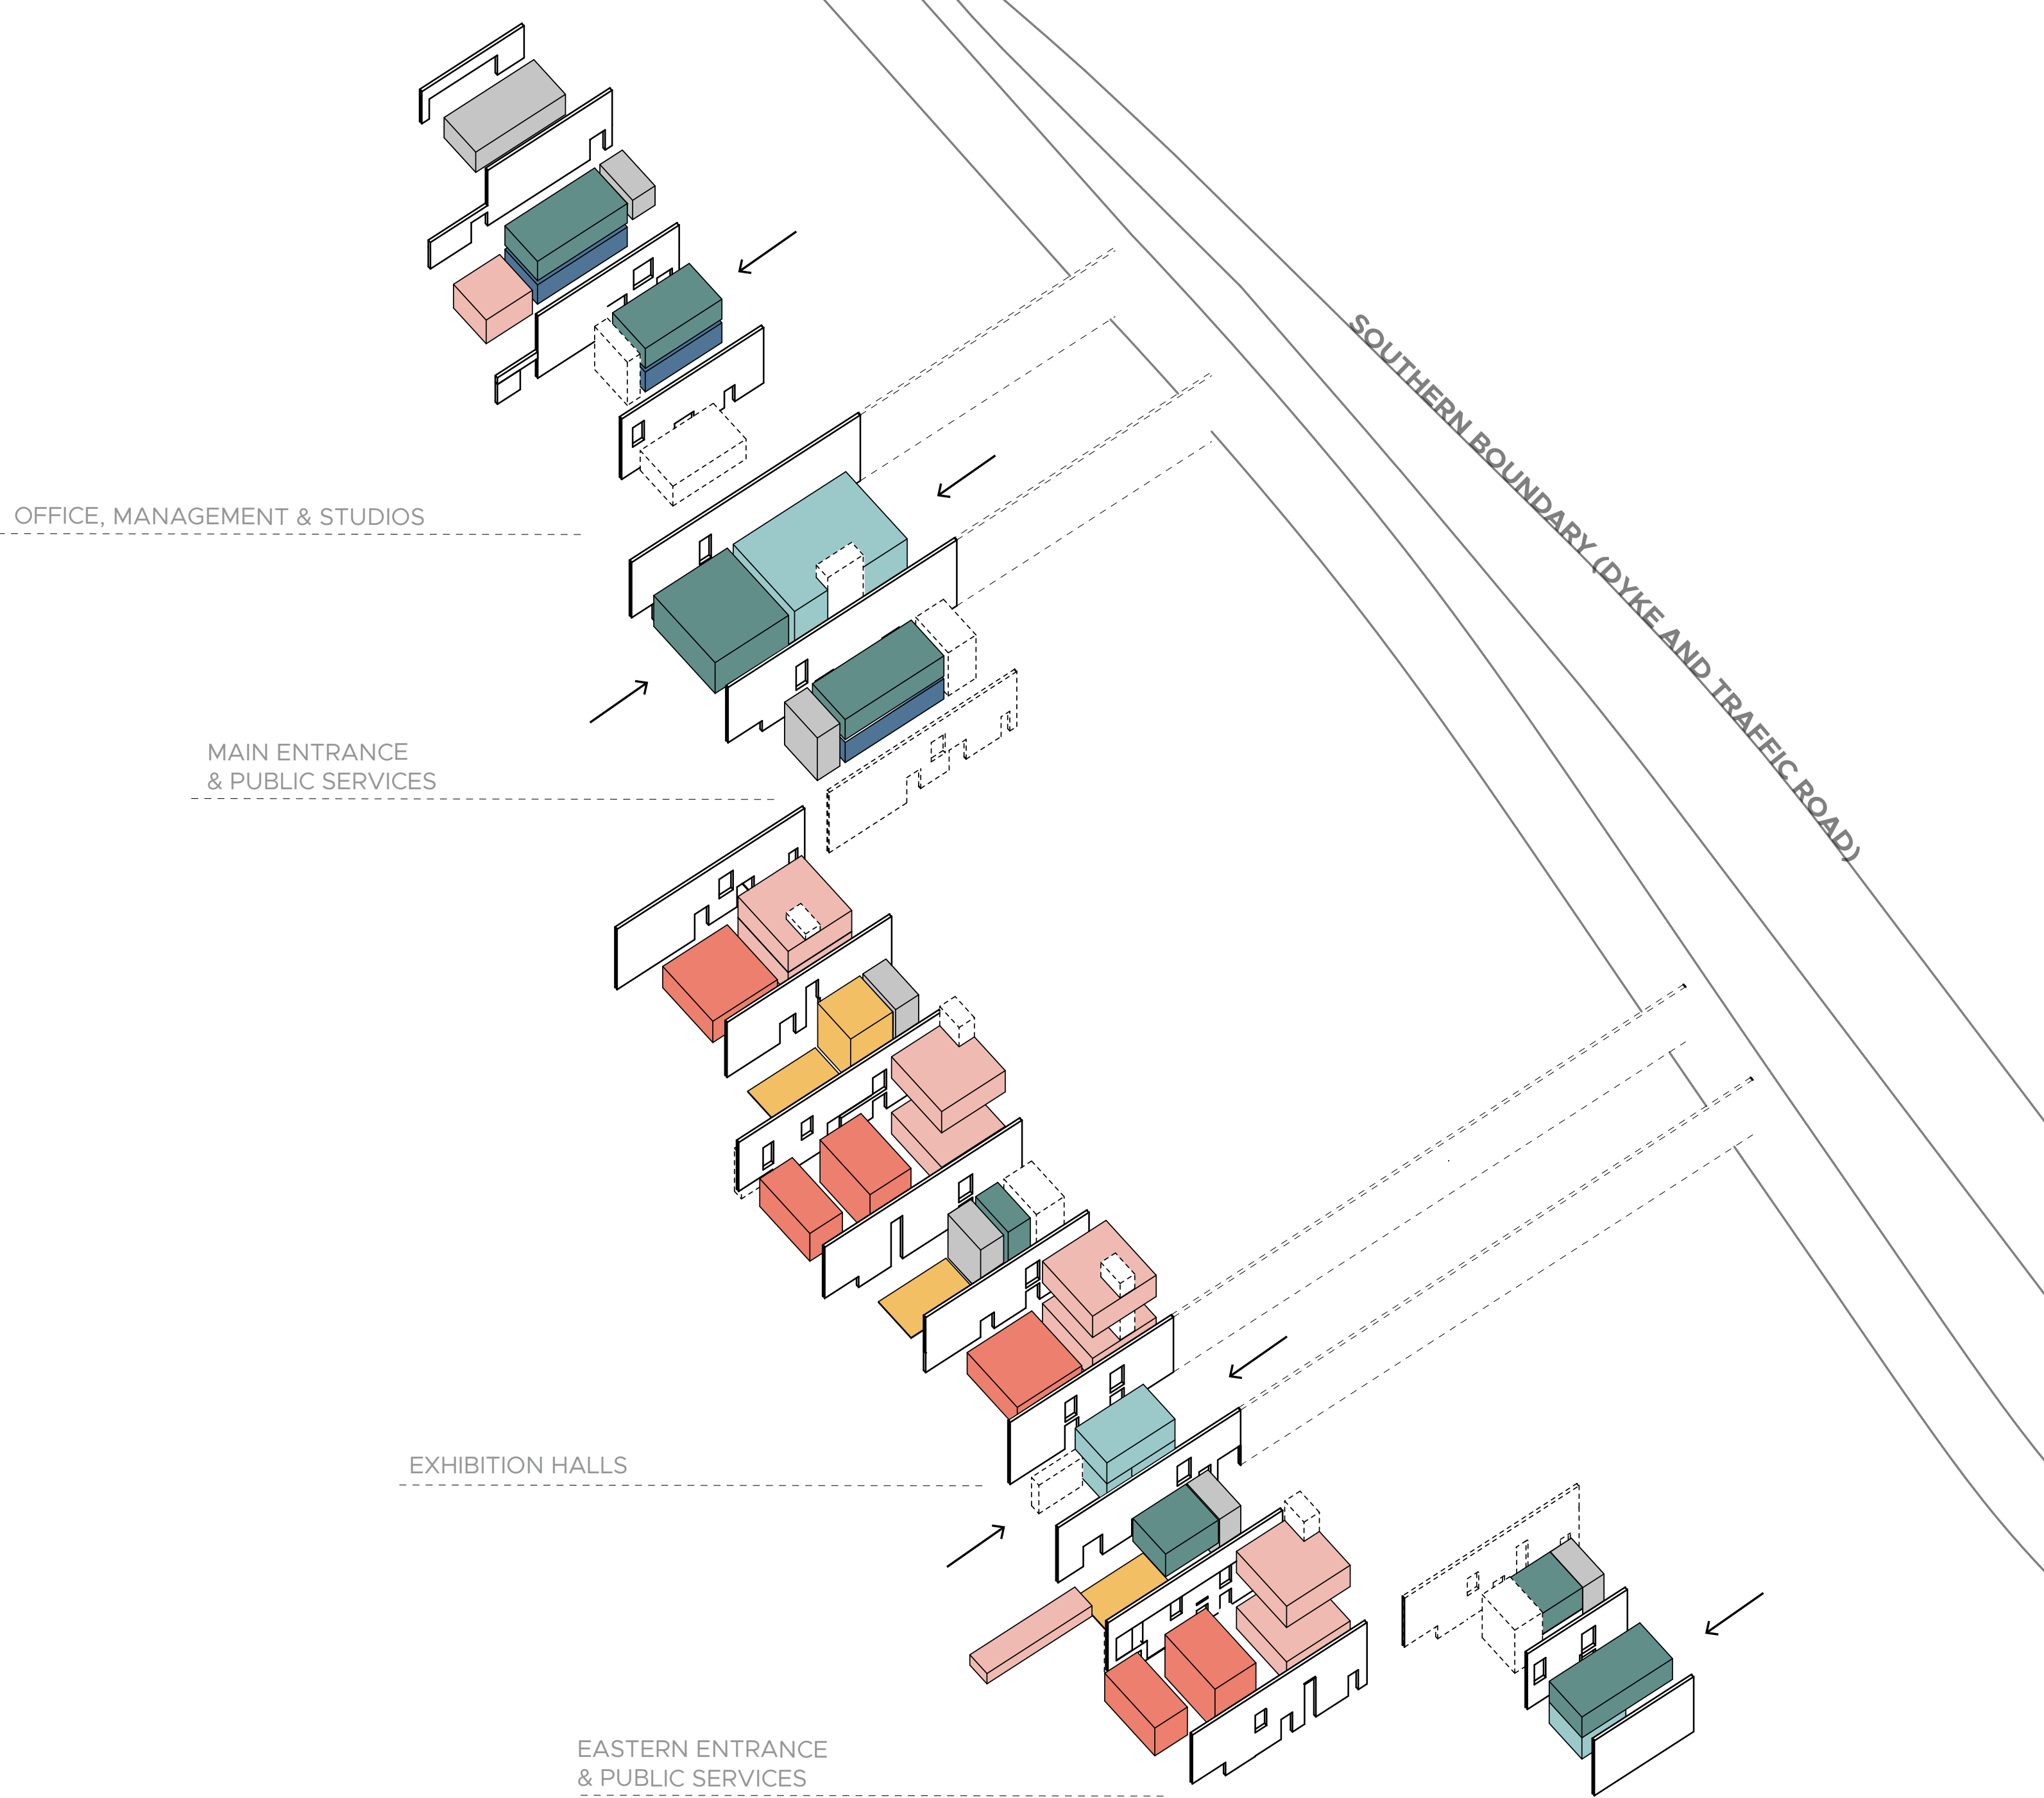 SOUTHERN BOUNDARY (DYKE AND TRAFFIC ROAD)
OFFICE, MANAGEMENT & STUDIOS
MAIN ENTRANCE
& PUBLIC SERVICES
EXHIBITION HALLS
EASTERN ENTRANCE
& PUBLIC SERVICES